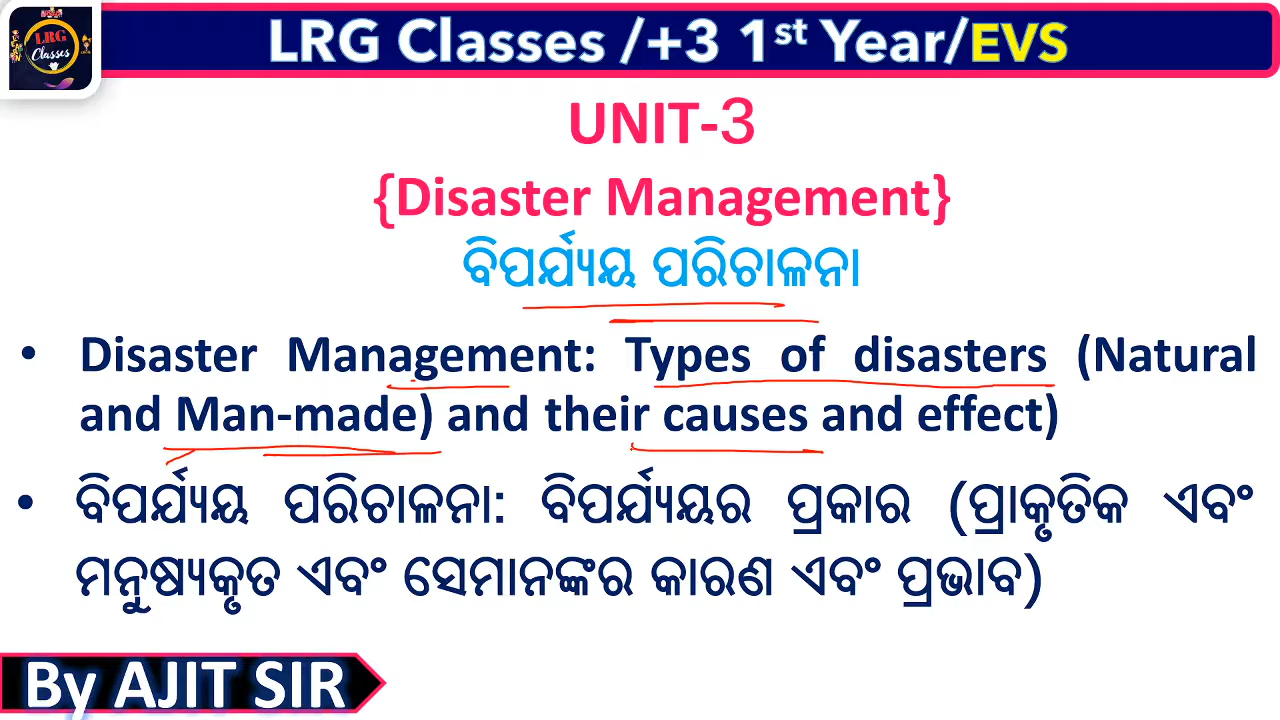 LRG Classes
LRG Classes /+3 1st Year/EVS
UNIT-3
{Disaster Management}
ବିପର୍ଯ୍ୟୟ ପରିଚାଳନା
• Disaster Management: Types of disasters (Natural
and Man-made) and their causes and effect)
• ବିପର୍ଯ୍ୟୟ ପରିଚାଳନା: ବିପର୍ଯ୍ୟୟର ପ୍ରକାର (ପ୍ରାକୃତିକ ଏବଂ
ମନୁଷ୍ୟକୃତ ଏବଂ ସେମାନଙ୍କର କାରଣ ଏବଂ ପ୍ରଭାବ)
By AJIT SIR